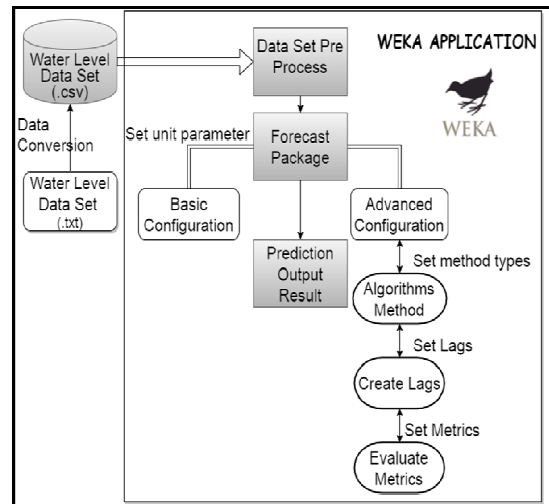 WEKA APPLICATION
WEKA
Water Level
Data Set
(.csv)
Data
Conversion
Water Level
Data Set
(.txt)
Data Set Pre
Process
Set unit parameter
Forecast
Package
Basic
Configuration
Advanced
Configuration
Prediction
Output
Result
Set method types
Algorithms
Method
Set Lags
Create Lags
Set Metrics
Evaluate
Metrics